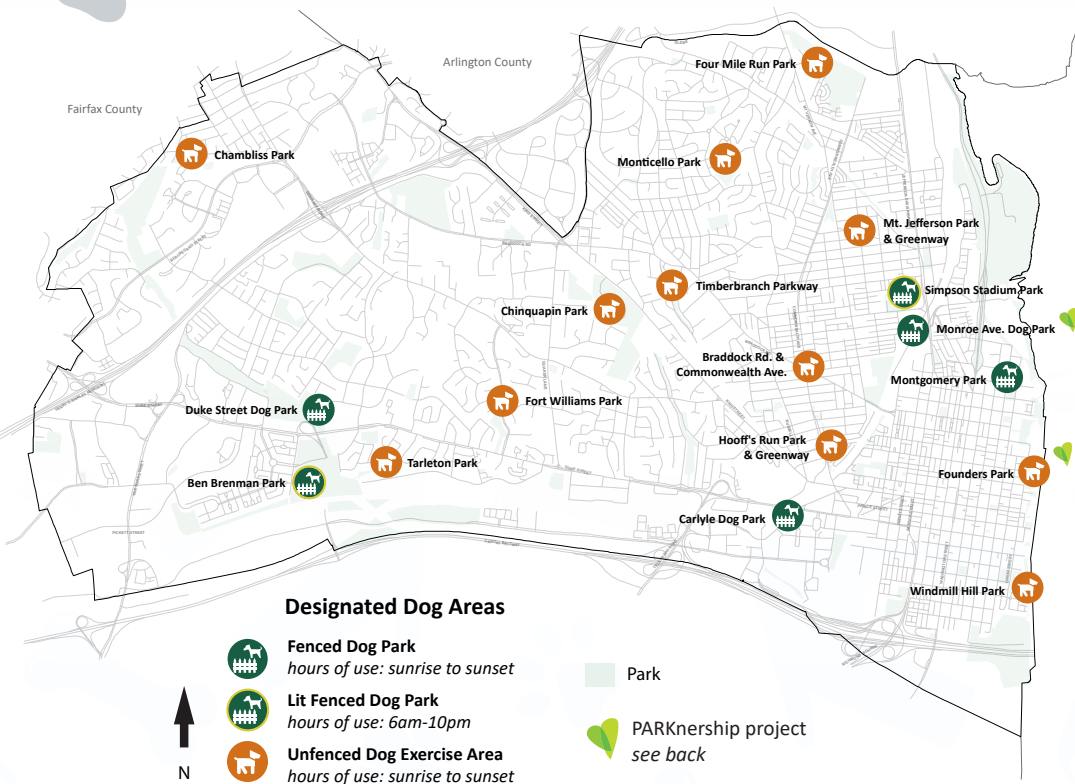 Arlington County
Four Mile Run Park
Fairfax County
Chambliss Park
Monticello Park
Mt. Jefferson Park
& Greenway
Timberbranch Parkway
Simpson Stadium Park
Chinquapin Park
Monroe Ave. Dog Park
Braddock Rd. &
Commonwealth Ave.
Montgomery Park
Fort Williams Park
Duke Street Dog Park
Hooff's Run Park
& Greenway
Tarleton Park
Founders Park
Ben Brenman Park
Carlyle Dog Park
Windmill Hill Park
Designated Dog Areas
Fenced Dog Park
hours of use: sunrise to sunset
Lit Fenced Dog Park
hours of use: 6am-10pm
Unfenced Dog Exercise Area
hours of use: sunrise to sunset
N
Park
PARKnership project
see back